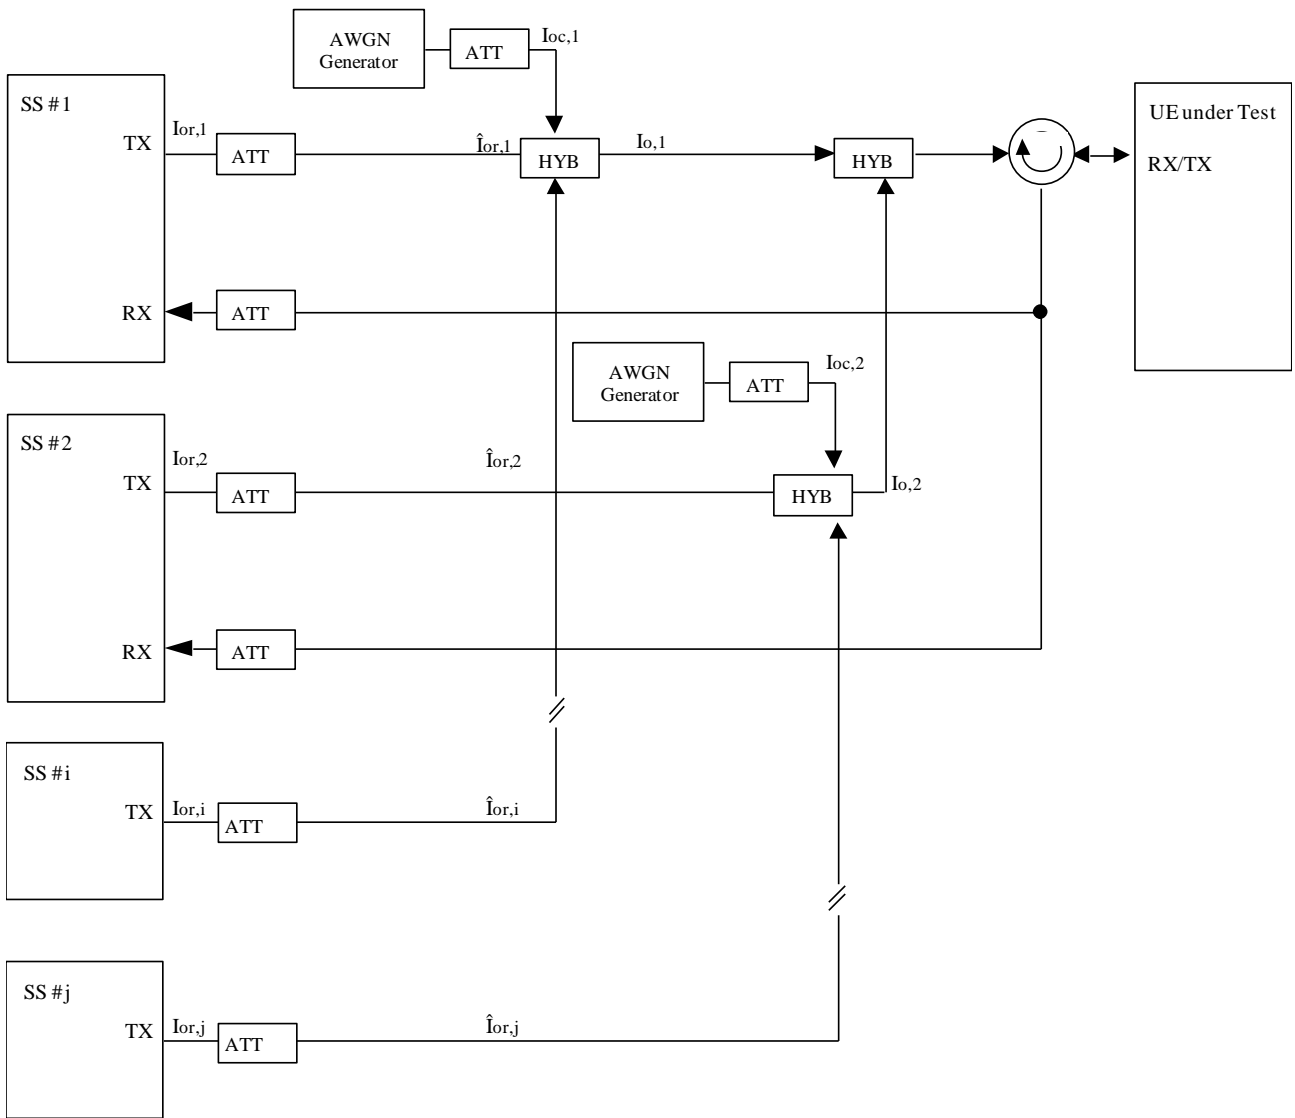 AWGN
Generator
ATT
Ioc,1
SS #1
TX
Ior,1
ATT
Îor,1
HYB
Io,1
HYB
UE under Test
RX/TX
RX
ATT
AWGN
Generator
ATT
Ioc,2
SS #2
TX
Ior,2
ATT
Îor,2
HYB
Io,2
RX
ATT
SS #i
TX
Ior,i
ATT
Îor,i
SS #j
TX
Ior,j
ATT
Îor,j